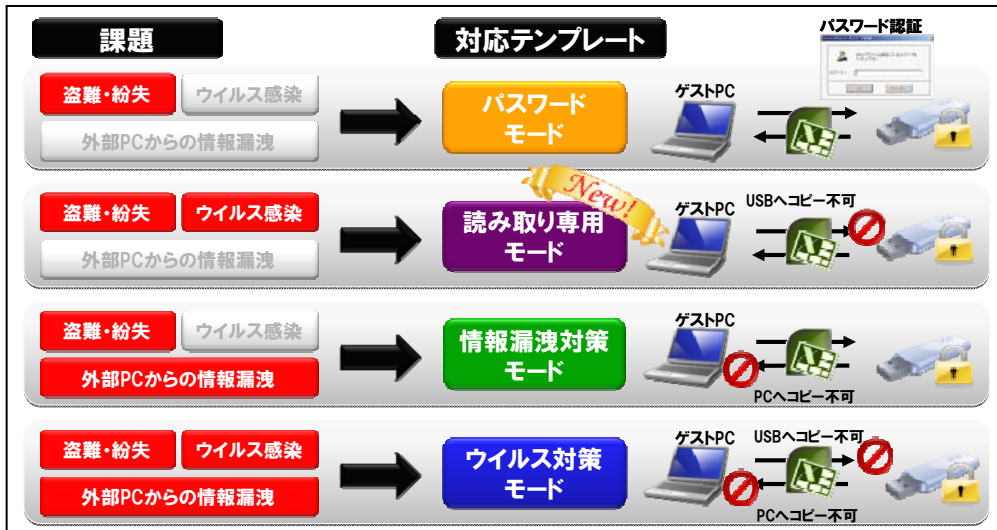 課題
対応テンプレート
パスワード認証
盗難・紛失
ウイルス感染
外部PCからの情報漏洩
パスワード
モード
ゲストPC
盗難・紛失
ウイルス感染
外部PCからの情報漏洩
New!
読み取り専用
モード
ゲストPC
USBへコピー不可
盗難・紛失
ウイルス感染
外部PCからの情報漏洩
情報漏洩対策
モード
ゲストPC
PCへコピー不可
盗難・紛失
ウイルス感染
外部PCからの情報漏洩
ウイルス対策
モード
ゲストPC
USBへコピー不可
PCへコピー不可